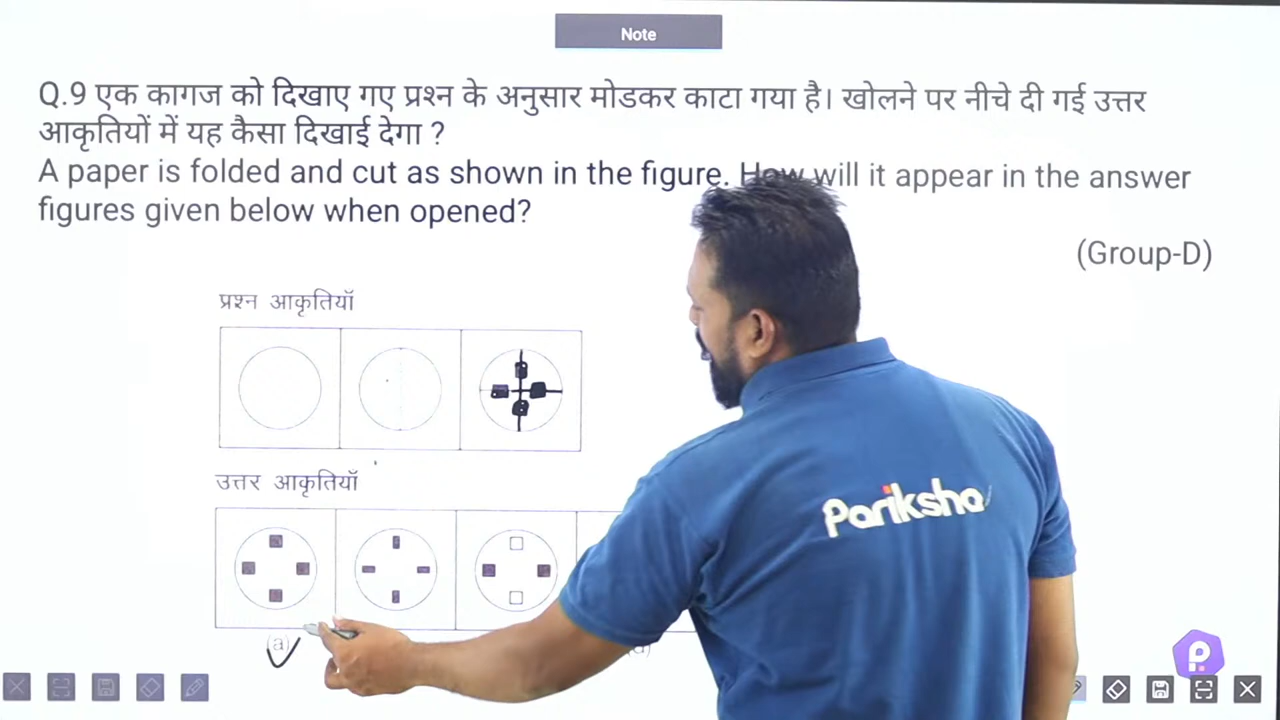 Note
Q.9 एक कागज को दिखाए गए प्रश्न के अनुसार मोडकर काटा गया है। खोलने पर नीचे दी गई उत्तर
आकृतियों में यह कैसा दिखाई देगा ?
A paper is folded and cut as shown in the figure. How will it appear in the answer
figures given below when opened?
(Group-D)
प्रश्न आकृतियाँ
उत्तर आकृतियाँ
Pariksha
(a)
(d)